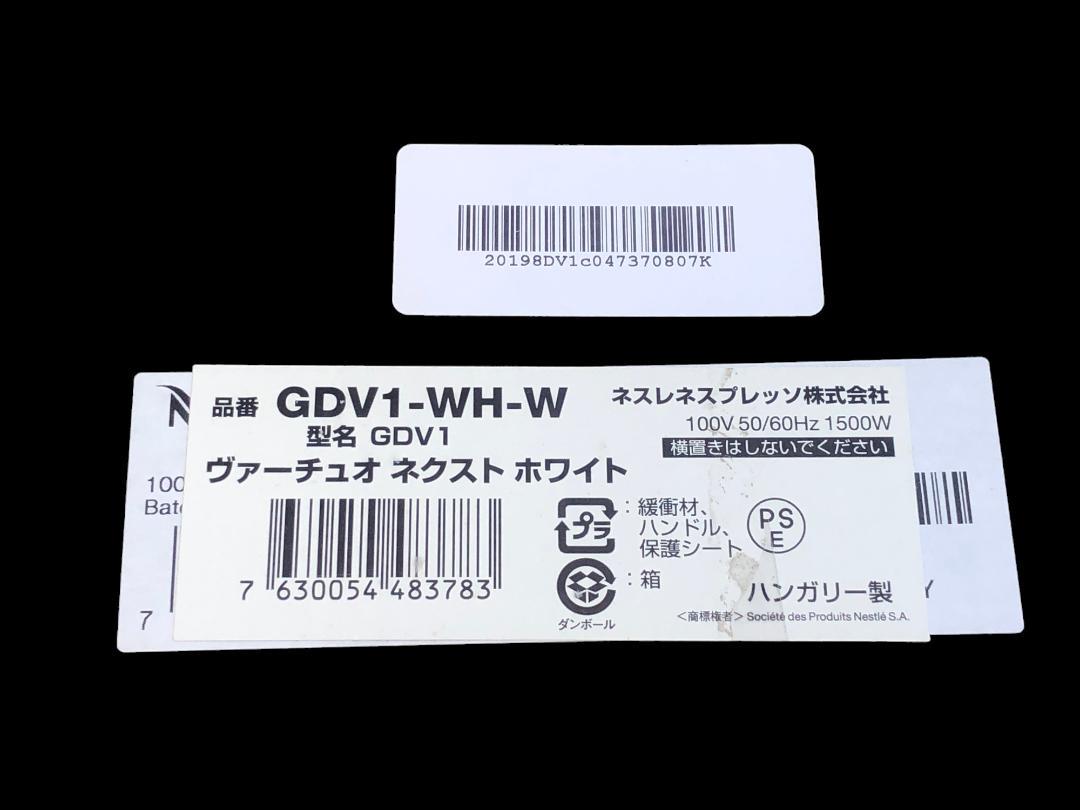 20198DV1c047370807K
品番 GDV1-WH-W
型名 GDV1
ヴァーチュオ ネクスト ホワイト
7 630054 483783
ネスレネスプレッソ株式会社
100V 50/60Hz 1500W
横置きはしないでください
プラ : 緩衝材、
ハンドル、
保護シート
PS
E
: 箱
ダンボール
ハンガリー製
<商標権者> Société des Produits Nestlé S.A.
N
100
Bat
7
Y